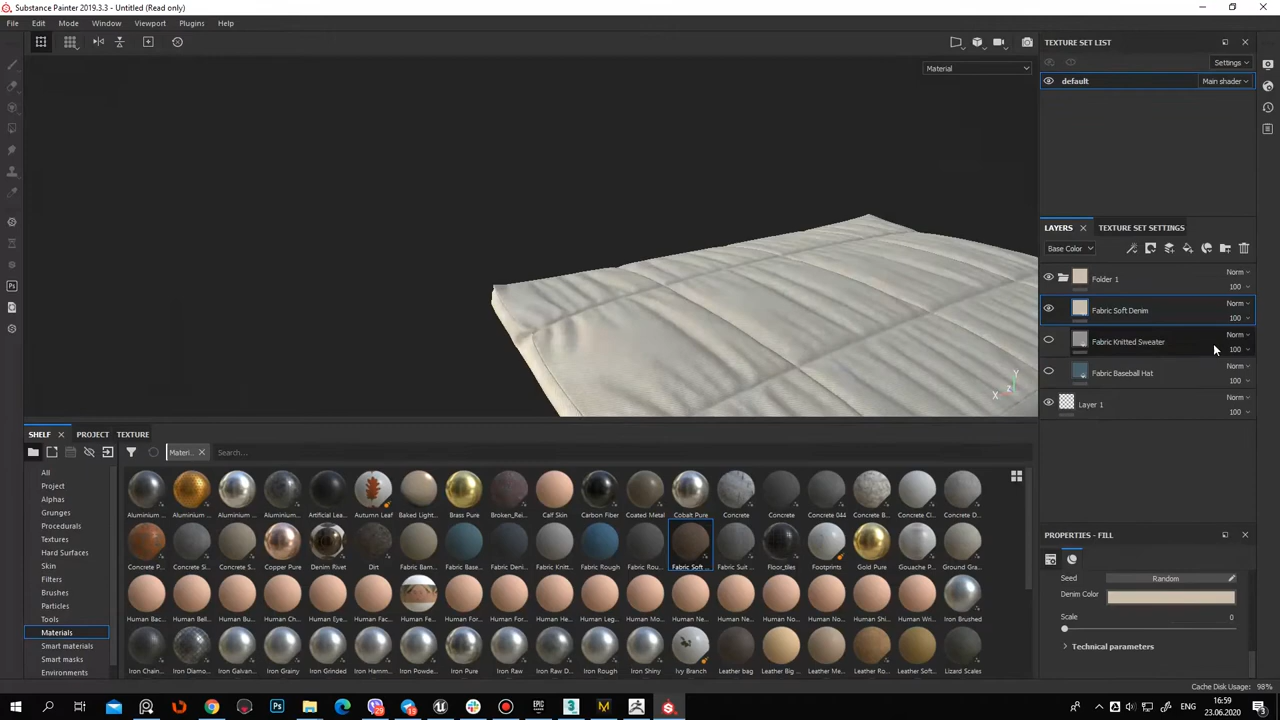 Substance Painter 2019.3.3 - Untitled (Read only)
File Edit Mode Window Viewport Plugins Help
Material
TEXTURE SET LIST
Settings
default Main shader
LAYERS TEXTURE SET SETTINGS
Base Color
Folder 1 Norm 100
Fabric Soft Denim Norm 100
Fabric Knitted Sweater Norm 100
Fabric Baseball Hat Norm 100
Layer 1 Norm 100
Y
X Z
SHELF PROJECT TEXTURE
Materi... Search...
All
Project
Alphas
Grunges
Procedurals
Textures
Hard Surfaces
Skin
Filters
Brushes
Particles
Tools
Materials
Smart materials
Smart masks
Environments
Aluminium ... Aluminium ... Aluminium ... Aluminium... Artificial Lea... Autumn Leaf Baked Light... Brass Pure Broken_Rei... Calf Skin Carbon Fiber Coated Metal Cobalt Pure Concrete Concrete Concrete 044 Concrete B... Concrete Cl... Concrete D...
Concrete P... Concrete Si... Concrete S... Copper Pure Denim Rivet Dirt Fabric Bam... Fabric Base... Fabric Deni... Fabric Knitt... Fabric Rough Fabric Rou... Fabric Soft ... Fabric Suit ... Floor_tiles Footprints Gold Pure Gouache P... Ground Gra...
Human Bac... Human Bell... Human Bu... Human Ch... Human Eye... Human Fac... Human Fe... Human For... Human For... Human He... Human Leg... Human Mo... Human Ne... Human Ne... Human No... Human No... Human Shi... Human Wri... Iron Brushed
Iron Chain... Iron Diamo... Iron Galvan... Iron Grainy Iron Grinded Iron Hamm... Iron Powde... Iron Pure Iron Raw Iron Raw D... Iron Rough Iron Shiny Ivy Branch Leather bag Leather Big ... Leather Me... Leather Ro... Leather Soft... Lizard Scales
PROPERTIES - FILL
Seed Random
Denim Color
Scale 0
Technical parameters
Cache Disk Usage: 98%
Ps
29 15
EPIC
3
M
ENG
16:59
23.06.2020
3